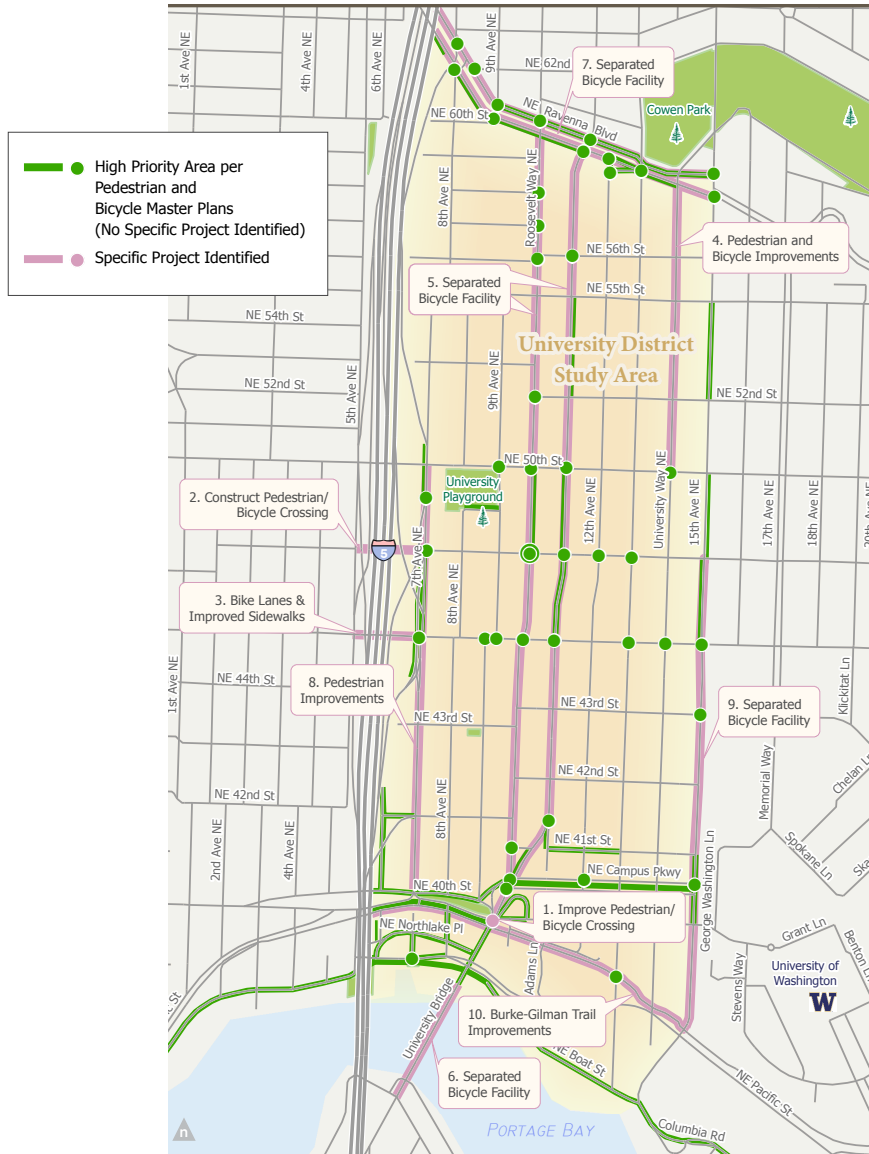 1st Ave NE
4th Ave NE
6th Ave NE
9th Ave NE
NE 62nd
7. Separated
Bicycle Facility
NE Ravenna Blvd
Cowen Park
NE 60th St
High Priority Area per
Pedestrian and
Bicycle Master Plans
(No Specific Project Identified)
Specific Project Identified
8th Ave NE
Roosevelt Way NE
NE 56th St
4. Pedestrian and
Bicycle Improvements
5. Separated
Bicycle Facility
NE 55th St
NE 54th St
University District
Study Area
5th Ave NE
9th Ave NE
NE 52nd St
NE 52nd St
NE 50th St
University
Playground
2. Construct Pedestrian/
Bicycle Crossing
5
7th Ave NE
8th Ave NE
12th Ave NE
University Way NE
15th Ave NE
17th Ave NE
18th Ave NE
20th Ave NE
3. Bike Lanes &
Improved Sidewalks
1st Ave NE
NE 44th St
8. Pedestrian
Improvements
NE 43rd St
NE 43rd St
9. Separated
Bicycle Facility
Klickitat Ln
Memorial Way
Chelan Ln
NE 42nd St
NE 42nd St
2nd Ave NE
4th Ave NE
8th Ave NE
NE 41st St
Spokane Ln
Ska
NE Campus Pkwy
George Washington Ln
NE 40th St
1. Improve Pedestrian/
Bicycle Crossing
NE Northlake Pl
Adams Ln
Grant Ln
Benton Ln
Stevens Way
University of
Washington
W
University Bridge
10. Burke-Gilman Trail
Improvements
NE Boat St
NE Pacific St
6. Separated
Bicycle Facility
Columbia Rd
PORTAGE BAY
n